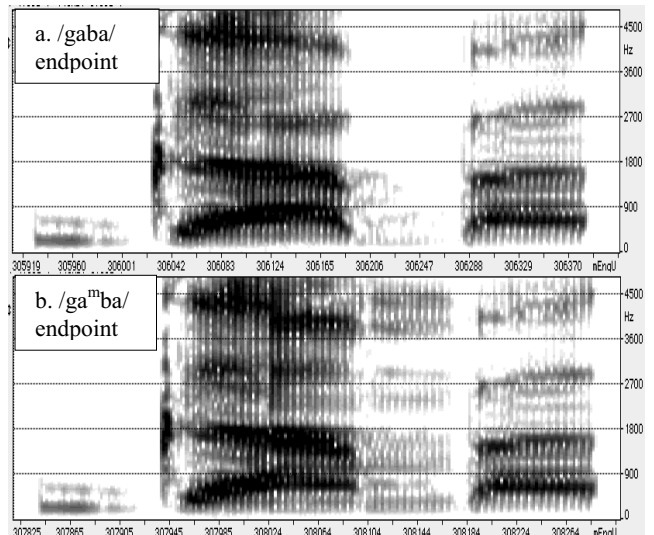 a. /gaba/
endpoint
4500
Hz
3600
2700
1800
900
0
305919 305960 306001 306042 306083 306124 306165 306206 306247 306288 306329 306370 mEnqU
b. /gaᵐba/
endpoint
4500
Hz
3600
2700
1800
900
0
307825 307865 307905 307945 307985 308024 308064 308104 308144 308184 308224 308264 mEnqU